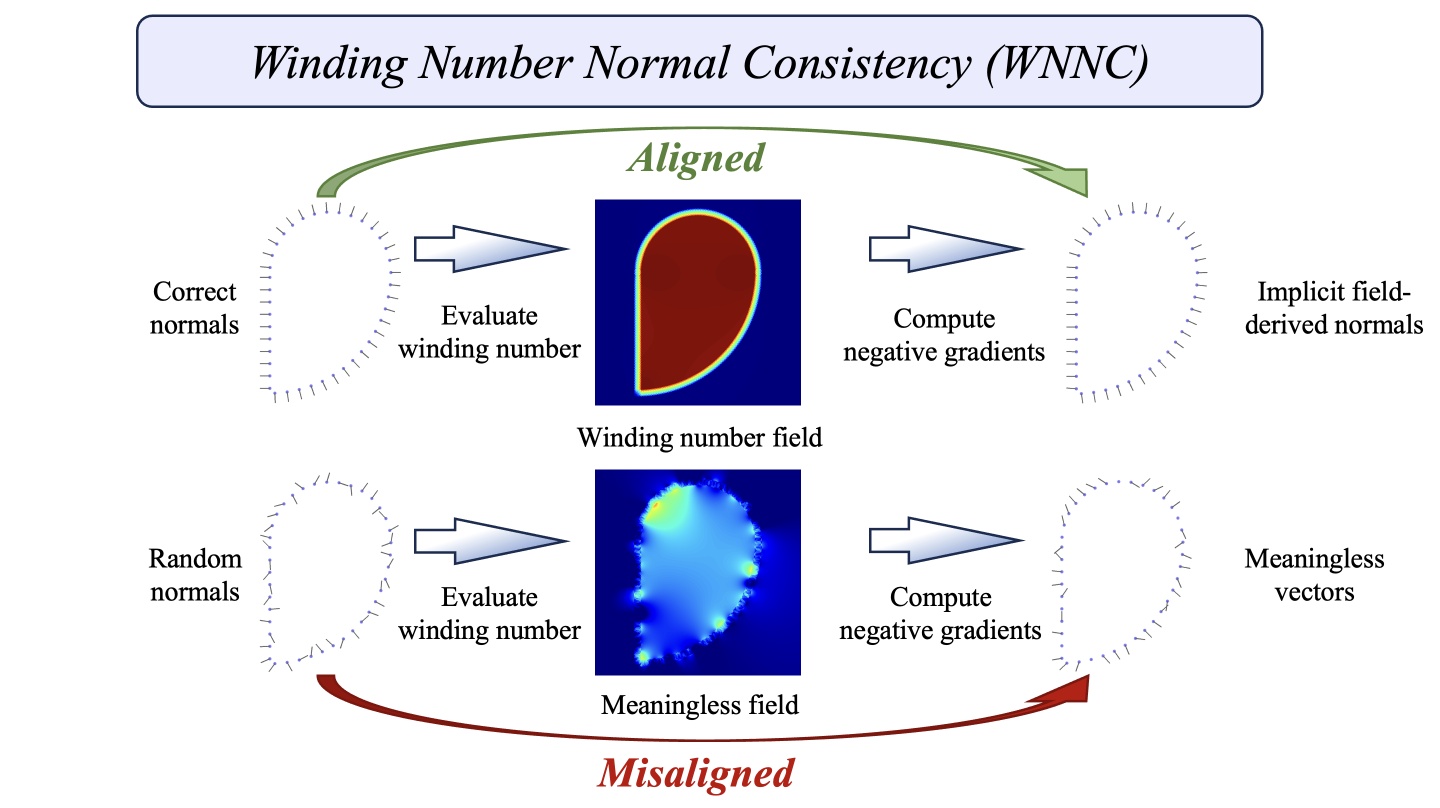 Winding Number Normal Consistency (WNNC)
Aligned
Correct
normals
Evaluate
winding number
Compute
negative gradients
Implicit field-
derived normals
Winding number field
Random
normals
Evaluate
winding number
Compute
negative gradients
Meaningless
vectors
Meaningless field
Misaligned